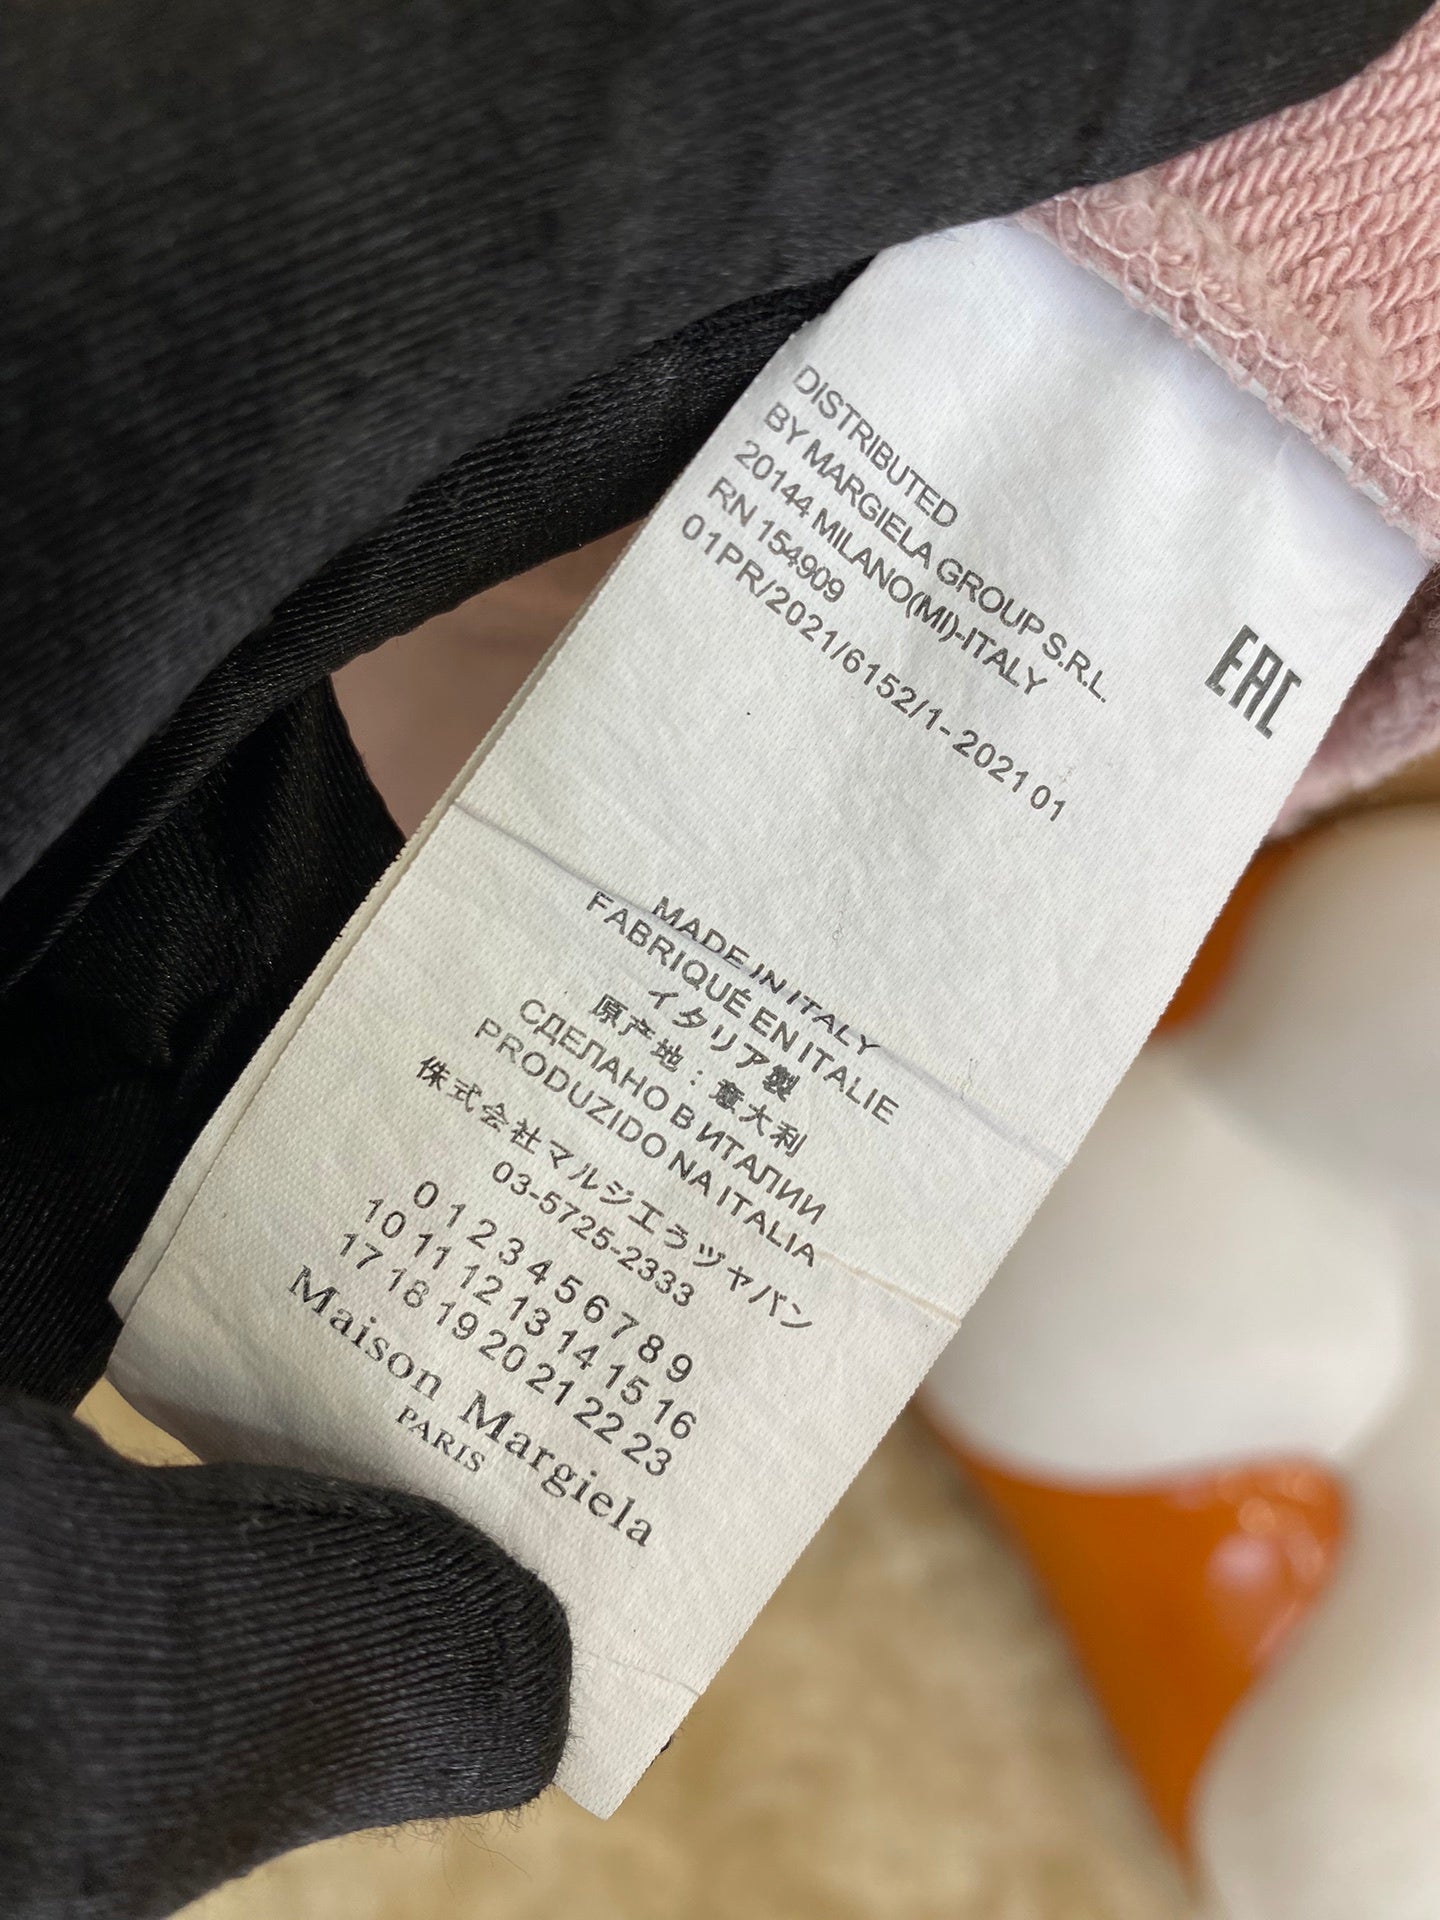 DISTRIBUTED
BY MARGIELA GROUP S.R.L.
20144 MILANO(MI)-ITALY
RN 154909
01PR/2021/6152/1- 2021 01
EAC
MADE IN ITALY
FABRIQUÉ EN ITALIE
イタリア製
原产地：意大利
СДЕЛАНО В ИТАЛИИ
PRODUZIDO NA ITALIA
侏式会社マルジエうヅャバン
03-5725-2333
0 1 2 3 4 5 6 7 8 9
10 11 12 13 14 15 16
17 18 19 20 21 22 23
Maison Margiela
PARIS